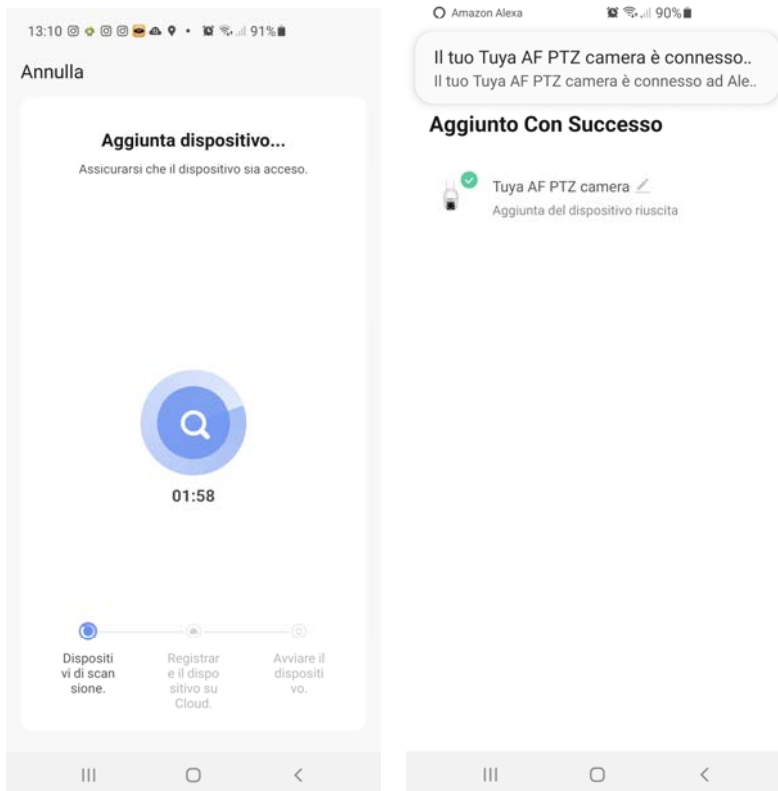 13:10 91%
Annulla
Aggiunta dispositivo...
Assicurarsi che il dispositivo sia acceso.
01:58
Dispositi
vi di scan
sione.
Registrar
e il dispo
sitivo su
Cloud.
Avviare il
dispositi
vo.
Amazon Alexa 90%
Il tuo Tuya AF PTZ camera è connesso..
Il tuo Tuya AF PTZ camera è connesso ad Ale..
Aggiunto Con Successo
Tuya AF PTZ camera
Aggiunta del dispositivo riuscita